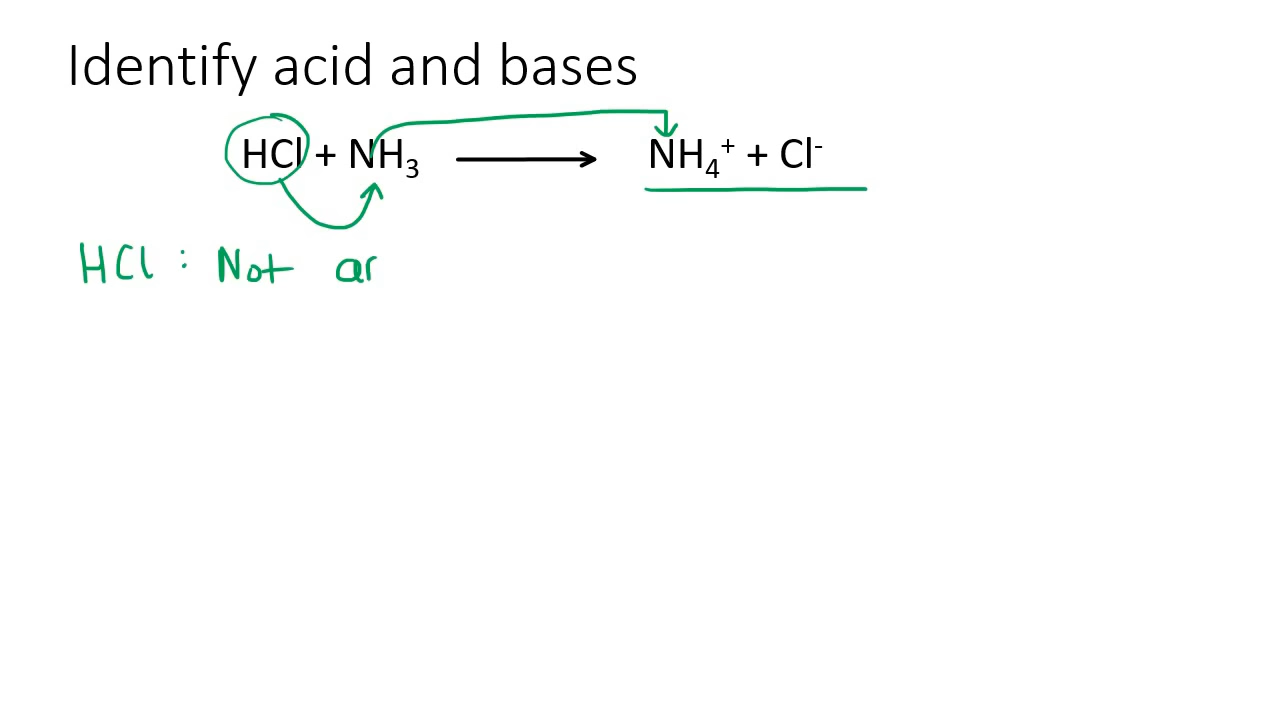 Identify acid and bases
HCl + NH₃ ⟶ NH₄⁺ + Cl⁻
HCl : Not ar